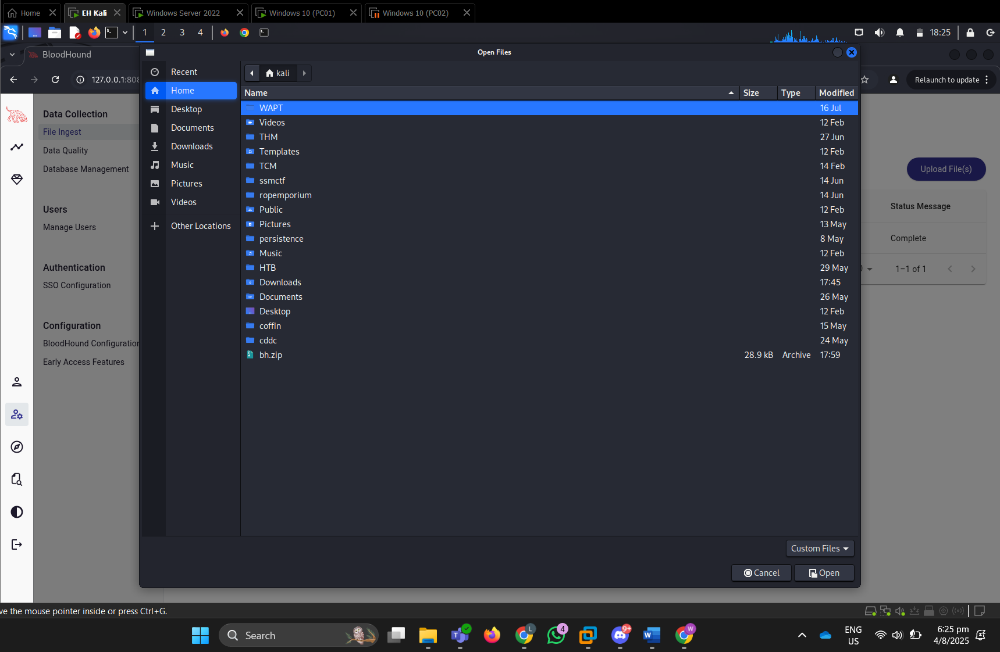 Home
EH Kali
Windows Server 2022
Windows 10 (PC01)
Windows 10 (PC02)
1 2 3 4
18:25
BloodHound
Open Files
127.0.0.1:808
Relaunch to update
Recent
Home
Desktop
Documents
Downloads
Music
Pictures
Videos
Other Locations
kali
Name Size Type Modified
WAPT 16 Jul
Videos 12 Feb
THM 27 Jun
Templates 12 Feb
TCM 14 Feb
ssmctf 14 Jun
ropemporium 14 Jun
Public 12 Feb
Pictures 13 May
persistence 8 May
Music 12 Feb
HTB 29 May
Downloads 17:45
Documents 26 May
Desktop 12 Feb
coffin 15 May
cddc 24 May
bh.zip 28.9 kB Archive 17:59
Custom Files
Cancel
Open
Data Collection
File Ingest
Data Quality
Database Management
Users
Manage Users
Authentication
SSO Configuration
Configuration
BloodHound Configuration
Early Access Features
Upload File(s)
Status Message
Complete
1–1 of 1
ve the mouse pointer inside or press Ctrl+G.
Search
L
4
9+
W
ENG
US
6:25 pm
4/8/2025